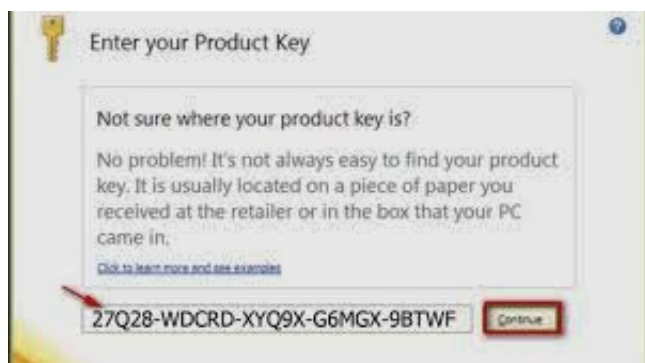 Enter your Product Key
Not sure where your product key is?
No problem! It's not always easy to find your product
key. It is usually located on a piece of paper you
received at the retailer or in the box that your PC
came in.
Click to learn more and see examples
27Q28-WDCRD-XYQ9X-G6MGX-9BTWF
Continue